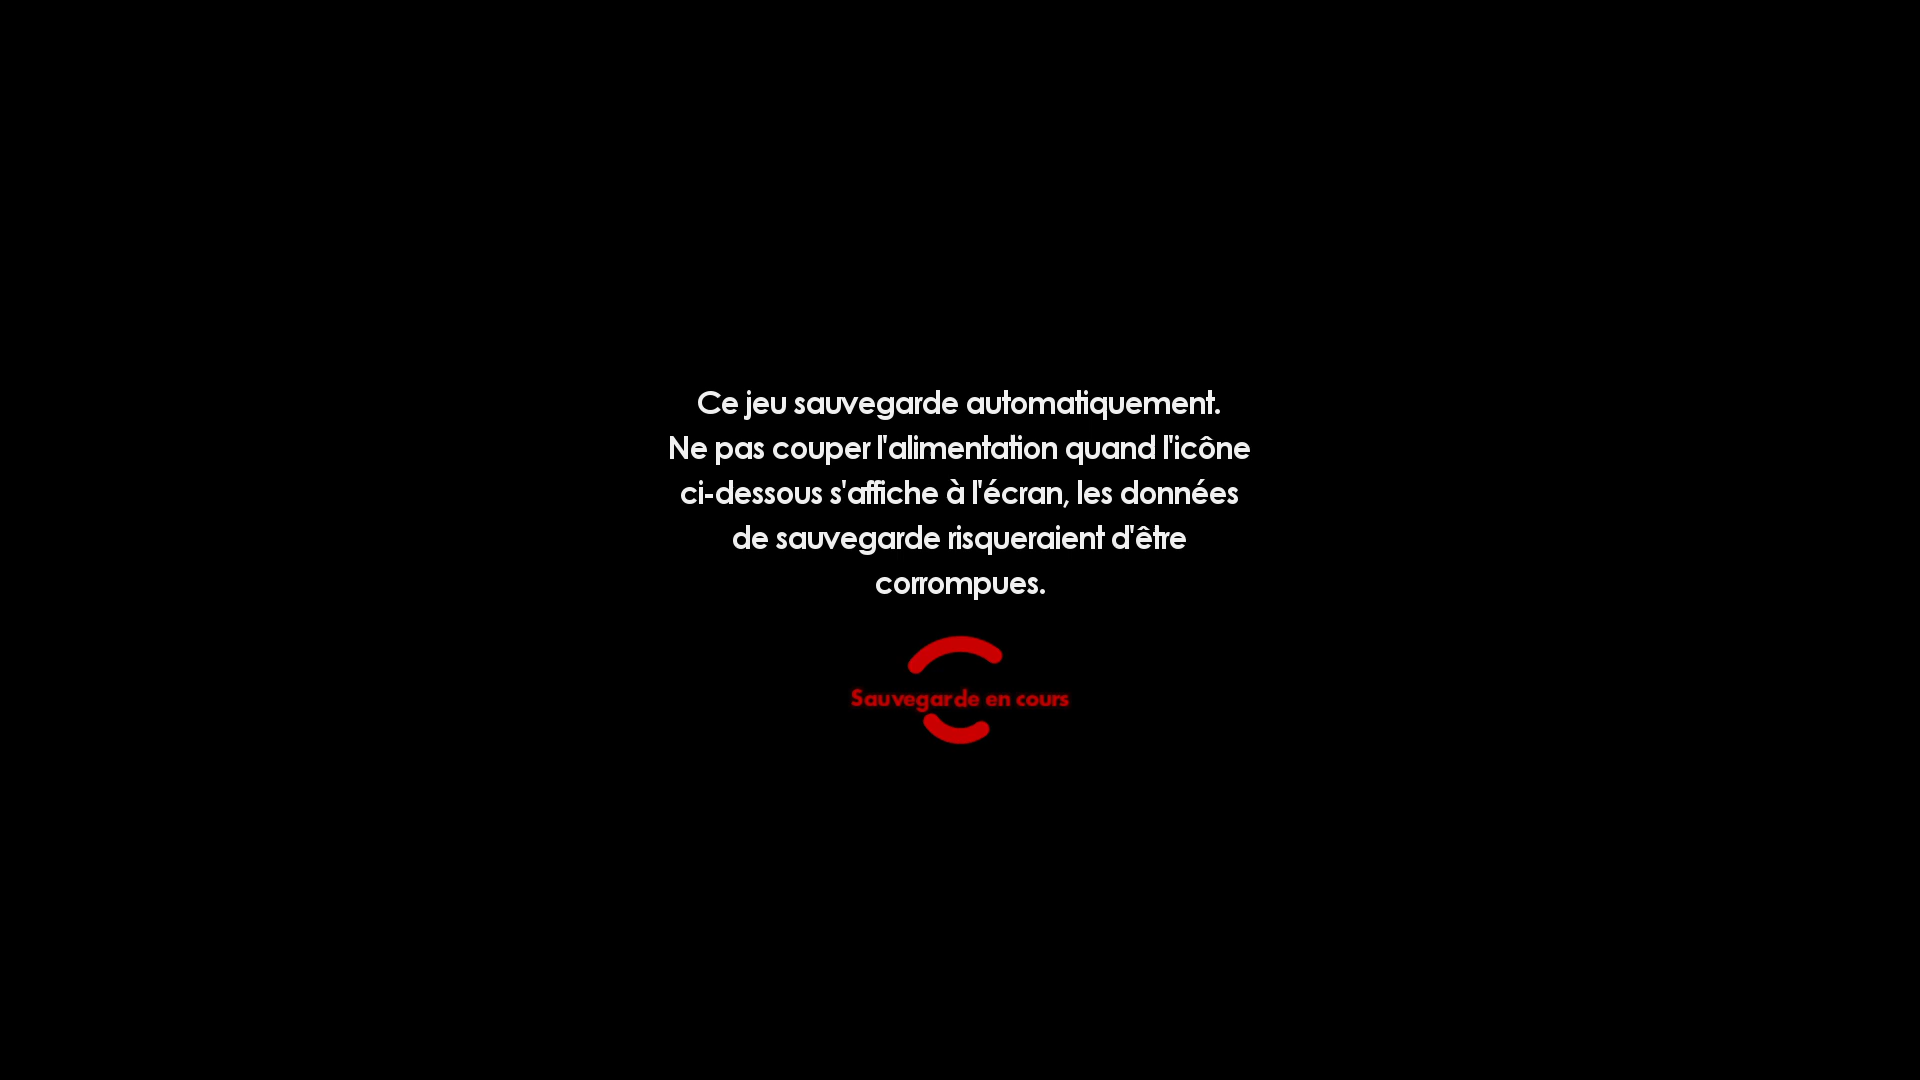 Ce jeu sauvegarde automatiquement.
Ne pas couper l'alimentation quand l'icône
ci-dessous s'affiche à l'écran, les données
de sauvegarde risqueraient d'être
corrompues.
Sauvegarde en cours